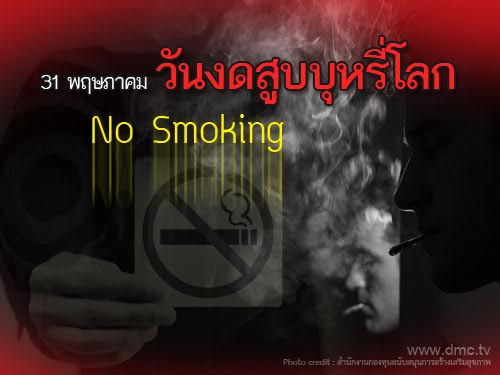 31 พฤษภาคม วันงดสูบบุหรี่โลก
No Smoking
www.dmc.tv
Photo credit : สำนักงานกองทุนสนับสนุนการสร้างเสริมสุขภาพ